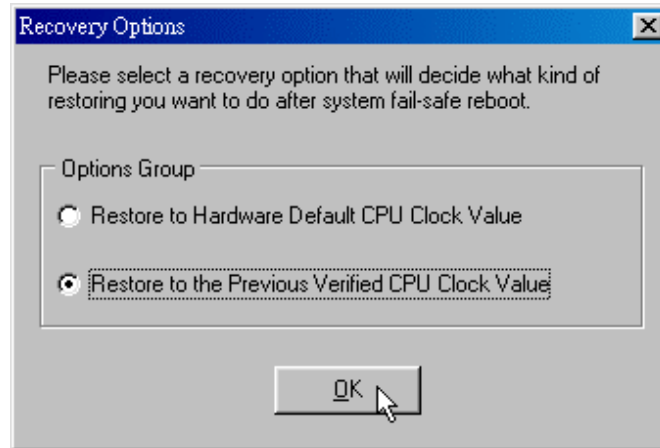 Recovery Options
Please select a recovery option that will decide what kind of
restoring you want to do after system fail-safe reboot.
Options Group
Restore to Hardware Default CPU Clock Value
Restore to the Previous Verified CPU Clock Value
OK